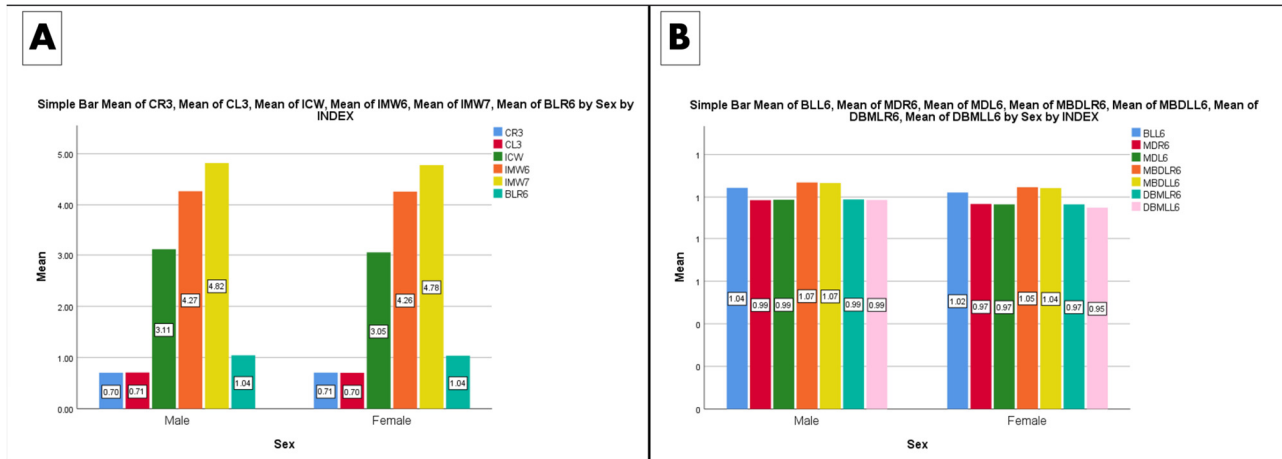 A
Simple Bar Mean of CR3, Mean of CL3, Mean of ICW, Mean of IMW6, Mean of IMW7, Mean of BLR6 by Sex by
INDEX
CR3
CL3
ICW
IMW6
IMW7
BLR6
5.00
4.00
3.00
2.00
1.00
0.00
Mean
0.70
0.71
3.11
4.27
4.82
1.04
0.71
0.70
3.05
4.26
4.78
1.04
Male
Female
Sex
B
Simple Bar Mean of BLL6, Mean of MDR6, Mean of MDL6, Mean of MBDLR6, Mean of MBDLL6, Mean of
DBMLR6, Mean of DBMLL6 by Sex by INDEX
BLL6
MDR6
MDL6
MBDLR6
MBDLL6
DBMLR6
DBMLL6
1
1
1
1
0
0
0
Mean
1.04
0.99
0.99
1.07
1.07
0.99
0.99
1.02
0.97
0.97
1.05
1.04
0.97
0.95
Male
Female
Sex